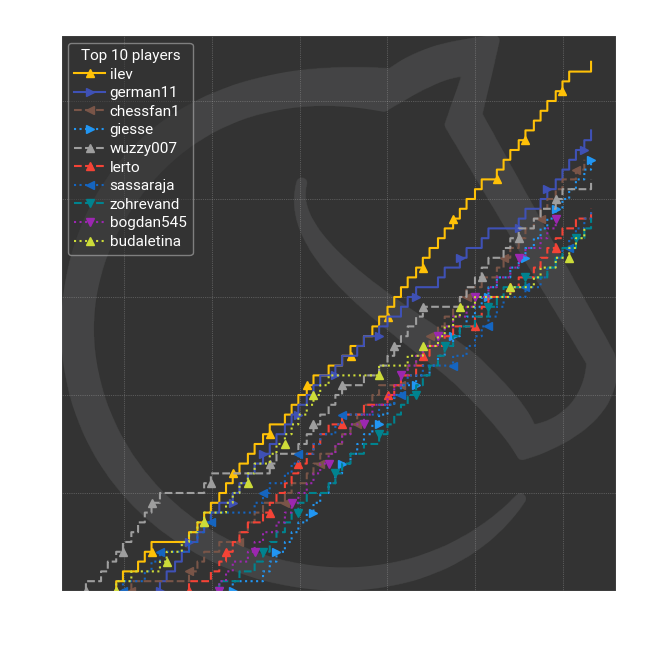 Top 10 players
ilev
german11
chessfan1
giesse
wuzzy007
lerto
sassaraja
zohrevand
bogdan545
budaletina